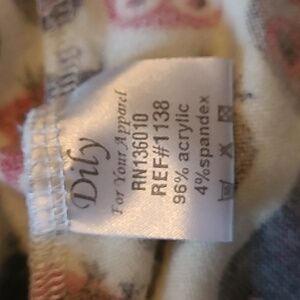 Dily
For Your Apparel
RN136010
REF#1138
96% acrylic
4%spandex